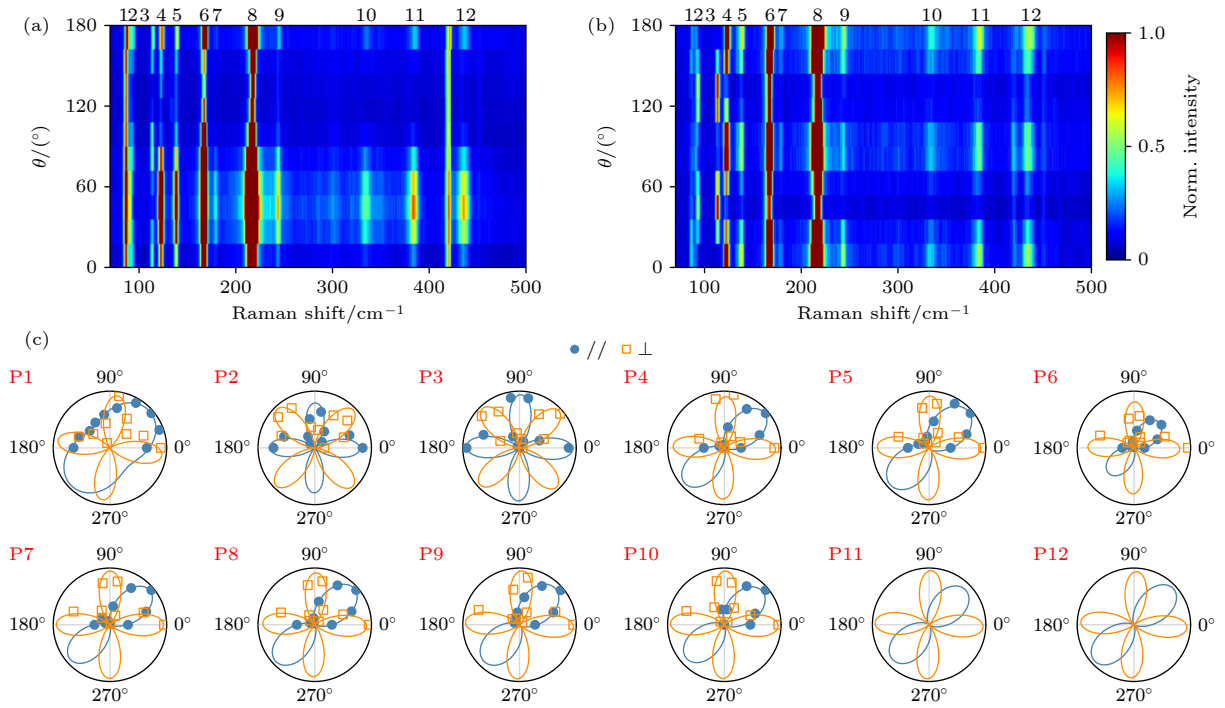 (a)
12 3 4 5 6 7 8 9 10 11 12
180
120
60
0
θ/(°)
100 200 300 400 500
Raman shift/cm⁻¹
(b)
12 3 4 5 6 7 8 9 10 11 12
180
120
60
0
θ/(°)
100 200 300 400 500
Raman shift/cm⁻¹
1.0
0.5
0
Norm. intensity
(c)
// ⊥
P1 90° P2 90° P3 90° P4 90° P5 90° P6 90°
180° 0° 180° 0° 180° 0° 180° 0° 180° 0° 180° 0°
270° 270° 270° 270° 270° 270°
P7 90° P8 90° P9 90° P10 90° P11 90° P12 90°
180° 0° 180° 0° 180° 0° 180° 0° 180° 0° 180° 0°
270° 270° 270° 270° 270° 270°